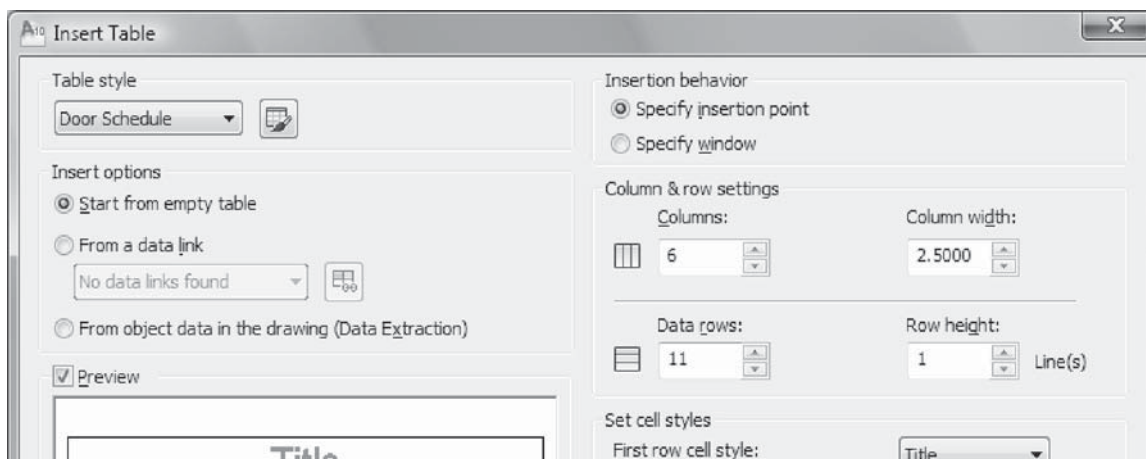 Insert Table
Table style
Door Schedule
Insert options
Start from empty table
From a data link
No data links found
From object data in the drawing (Data Extraction)
Preview
Title
Insertion behavior
Specify insertion point
Specify window
Column & row settings
Columns:
Column width:
6
2.5000
Data rows:
Row height:
11
1
Line(s)
Set cell styles
First row cell style:
Title